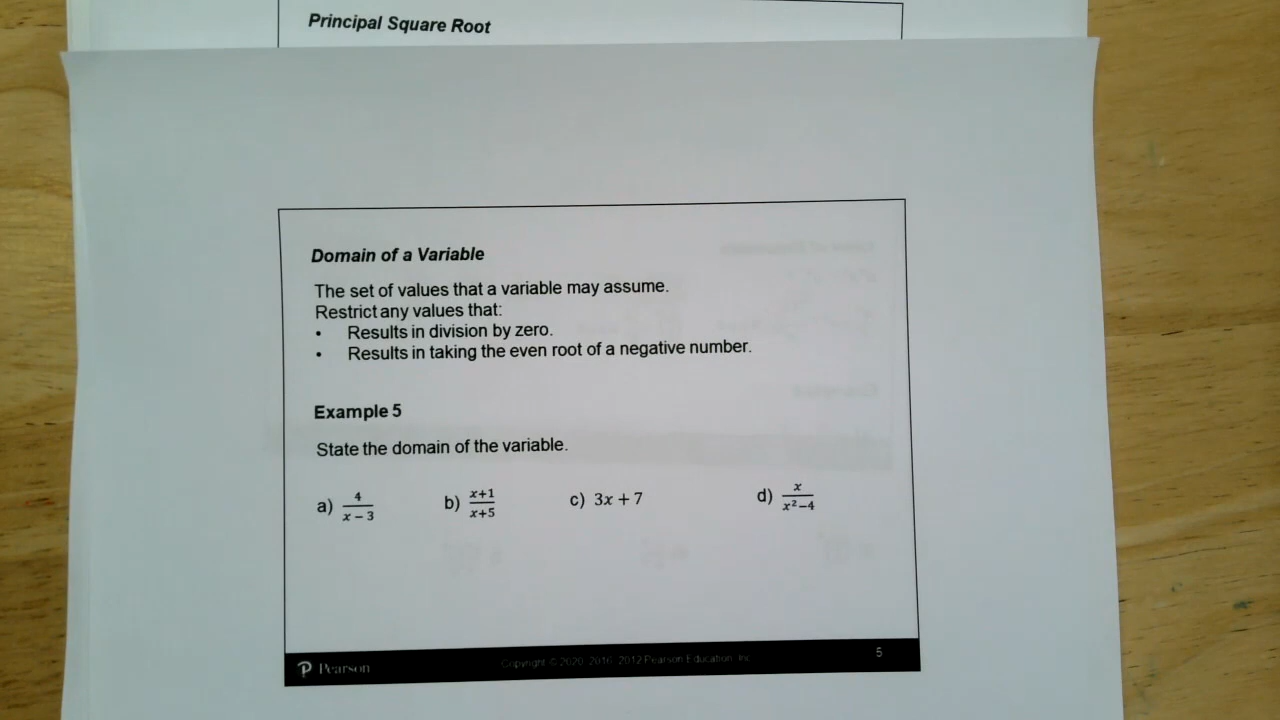 Principal Square Root
Domain of a Variable
The set of values that a variable may assume.
Restrict any values that:
• Results in division by zero.
• Results in taking the even root of a negative number.
Example 5
State the domain of the variable.
a) 4/(x − 3) b) (x+1)/(x+5) c) 3x + 7 d) x/(x²−4)
Pearson Copyright © 2020, 2016, 2012 Pearson Education, Inc. 5